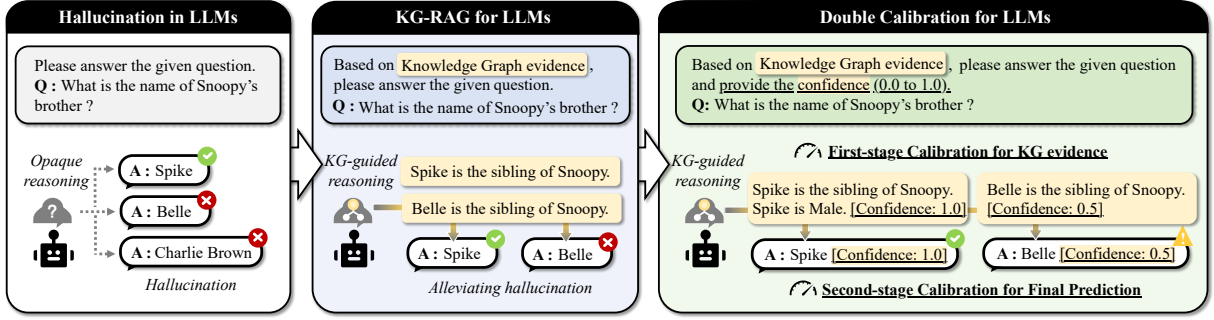 Hallucination in LLMs
Please answer the given question.
Q : What is the name of Snoopy's
brother ?
Opaque
reasoning
?
A : Spike
A : Belle
A : Charlie Brown
Hallucination
KG-RAG for LLMs
Based on Knowledge Graph evidence ,
please answer the given question.
Q : What is the name of Snoopy's brother ?
KG-guided
reasoning
Spike is the sibling of Snoopy.
Belle is the sibling of Snoopy.
A : Spike
A : Belle
Alleviating hallucination
Double Calibration for LLMs
Based on Knowledge Graph evidence , please answer the given question
and provide the confidence (0.0 to 1.0).
Q: What is the name of Snoopy's brother ?
First-stage Calibration for KG evidence
KG-guided
reasoning
Spike is the sibling of Snoopy.
Spike is Male. [Confidence: 1.0]
Belle is the sibling of Snoopy.
[Confidence: 0.5]
A : Spike [Confidence: 1.0]
A : Belle [Confidence: 0.5]
Second-stage Calibration for Final Prediction